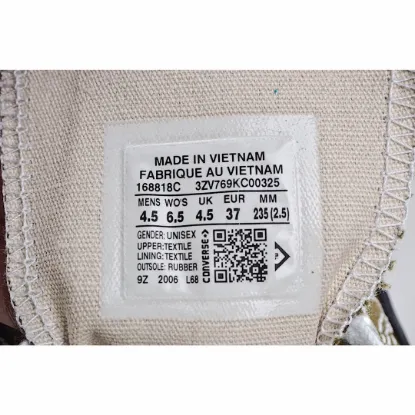 MADE IN VIETNAM
FABRIQUE AU VIETNAM
168818C 3ZV769KC00325
MENS WO'S UK EUR MM
4.5 6.5 4.5 37 235 (2.5)
GENDER: UNISEX
UPPER: TEXTILE
LINING: TEXTILE
OUTSOLE: RUBBER
9Z 2006 L68
CONVERSE